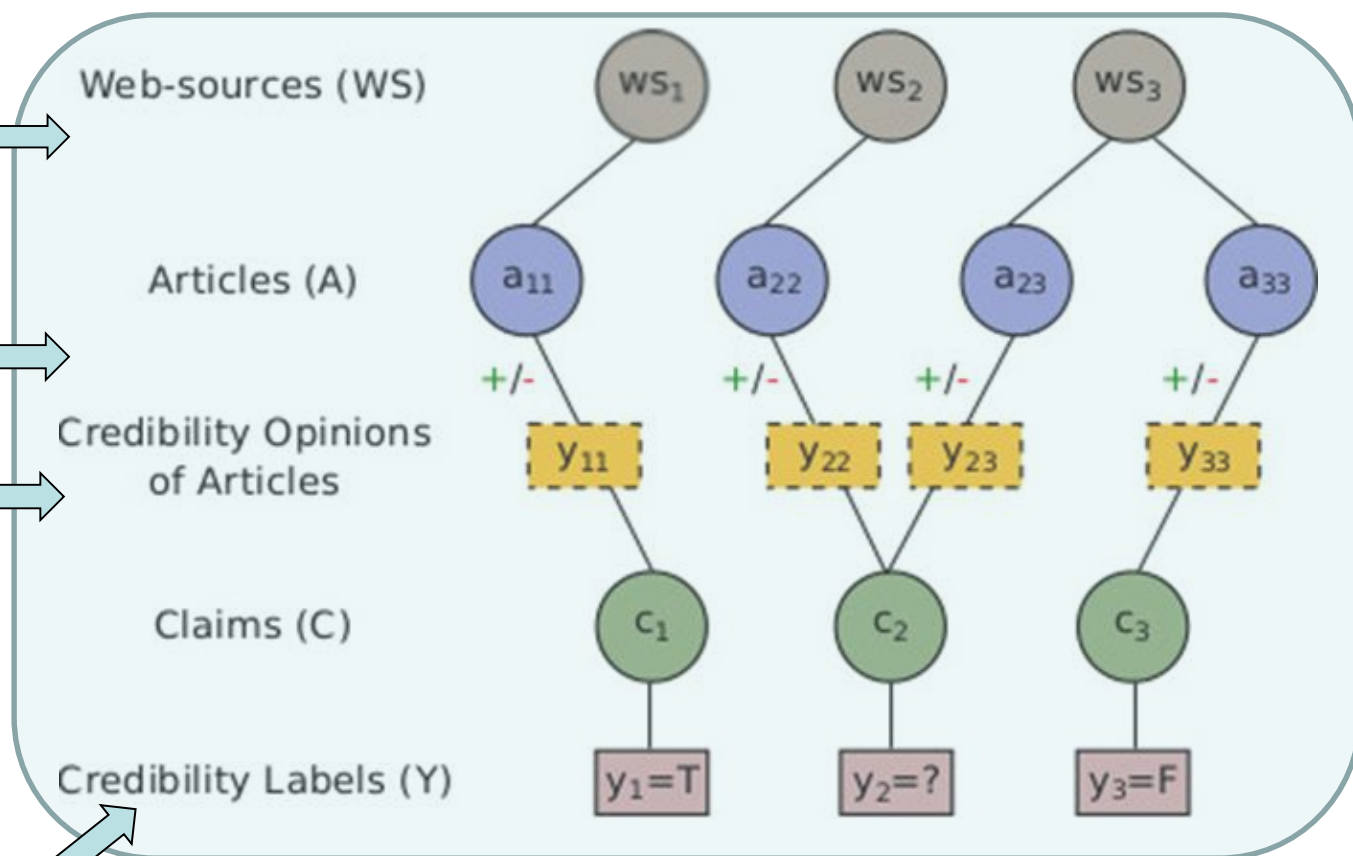 Web-sources (WS) ws₁ ws₂ ws₃
Articles (A) a₁₁ a₂₂ a₂₃ a₃₃
+/- +/- +/- +/-
Credibility Opinions
of Articles
y₁₁ y₂₂ y₂₃ y₃₃
Claims (C) c₁ c₂ c₃
Credibility Labels (Y) y₁=T y₂=? y₃=F